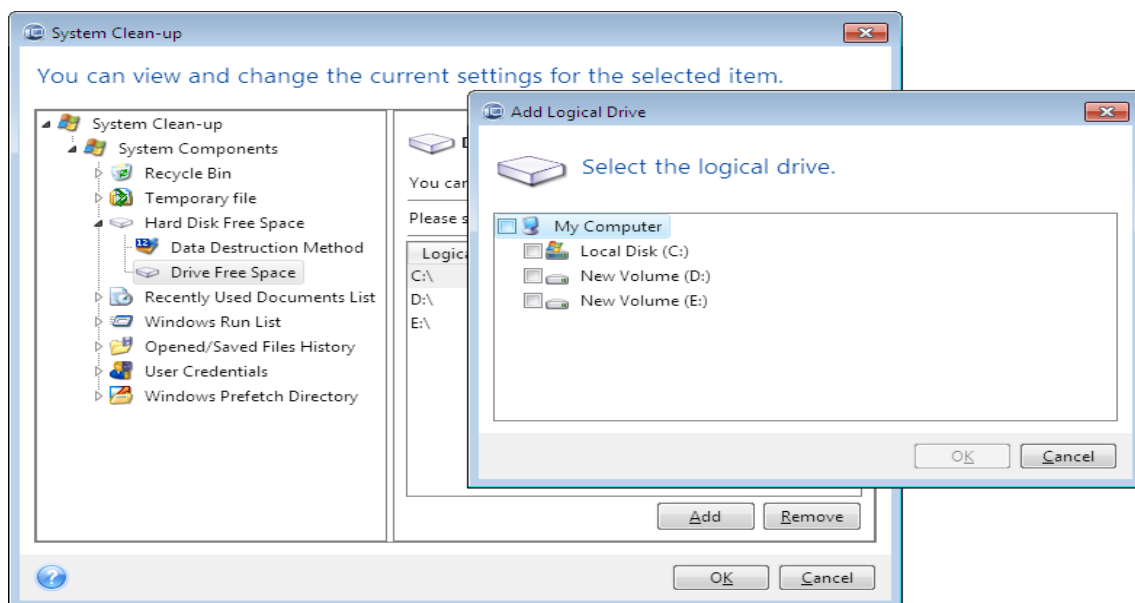 System Clean-up
You can view and change the current settings for the selected item.
System Clean-up
System Components
Recycle Bin
Temporary file
Hard Disk Free Space
Data Destruction Method
Drive Free Space
Recently Used Documents List
Windows Run List
Opened/Saved Files History
User Credentials
Windows Prefetch Directory
You can
Please s
Logica
C:\
D:\
E:\
Add
Remove
OK
Cancel
Add Logical Drive
Select the logical drive.
My Computer
Local Disk (C:)
New Volume (D:)
New Volume (E:)
OK
Cancel